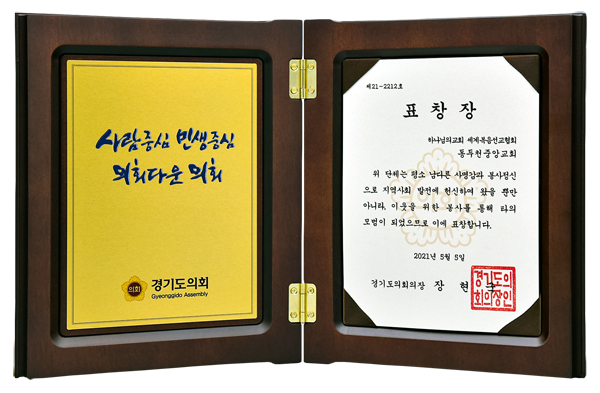 사람중심 민생중심
의회다운 의회
의회
경기도의회
Gyeonggido Assembly
제21-2212호
표 창 장
하나님의교회 세계복음선교협회
동두천중앙교회
위 단체는 평소 남다른 사명감과 봉사정신
으로 지역사회 발전에 헌신하여 왔을 뿐만
아니라, 이웃을 위한 봉사를 통해 타의
모범이 되었으므로 이에 표창합니다.
2021년 5월 5일
경기도의회의장 장 현 국
경기도의
회의장인